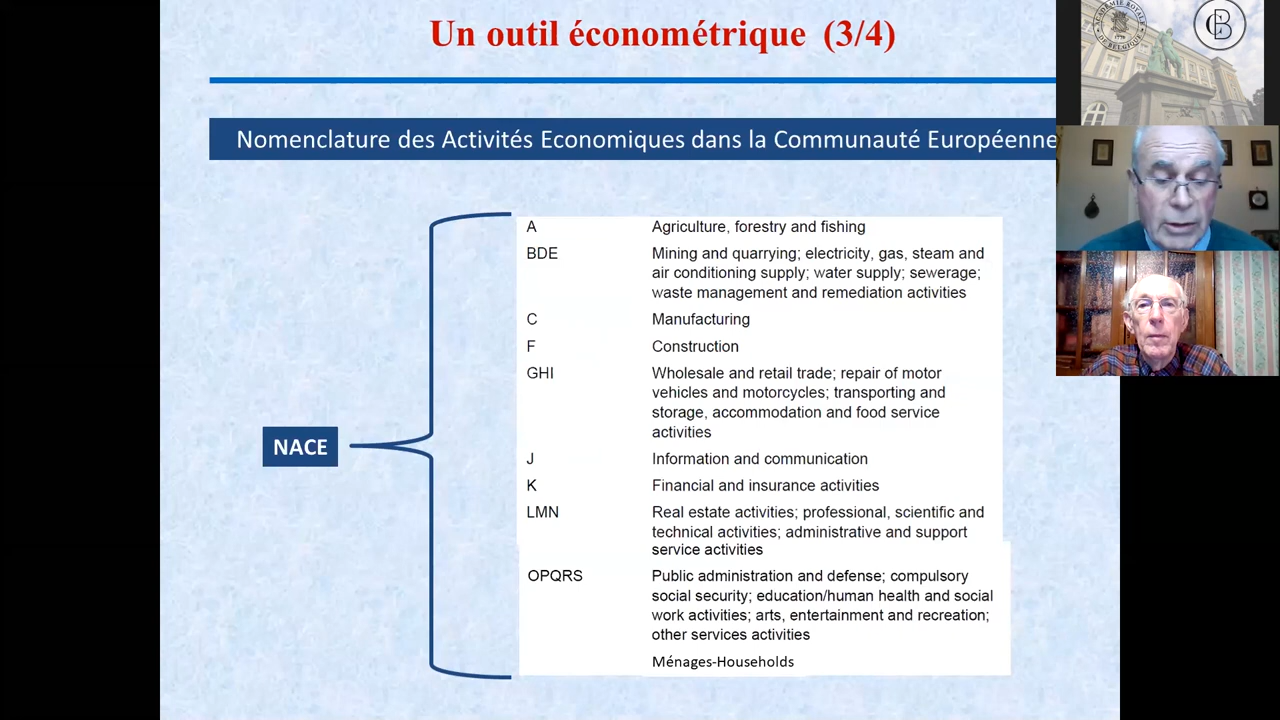 Un outil économétrique (3/4)
Nomenclature des Activités Economiques dans la Communauté Européenne
A Agriculture, forestry and fishing
BDE Mining and quarrying; electricity, gas, steam and
air conditioning supply; water supply; sewerage;
waste management and remediation activities
C Manufacturing
F Construction
GHI Wholesale and retail trade; repair of motor
vehicles and motorcycles; transporting and
storage, accommodation and food service
activities
J Information and communication
K Financial and insurance activities
LMN Real estate activities; professional, scientific and
technical activities; administrative and support
service activities
OPQRS Public administration and defense; compulsory
social security; education/human health and social
work activities; arts, entertainment and recreation;
other services activities
Ménages-Households
NACE
ACADÉMIE ROYALE
DE BELGIQUE